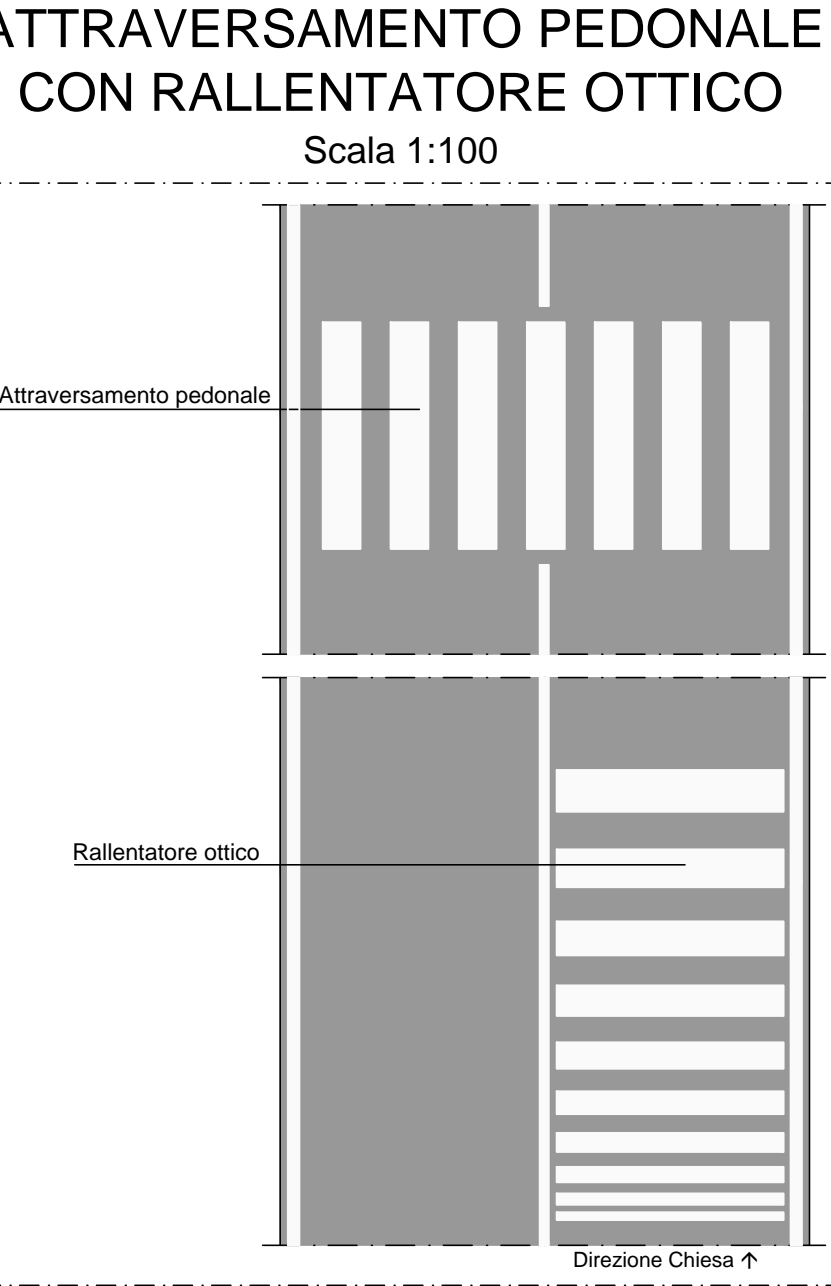 ATTRAVERSAMENTO PEDONALE
CON RALLENTATORE OTTICO
Scala 1:100
Attraversamento pedonale
Rallentatore ottico
Direzione Chiesa ↑